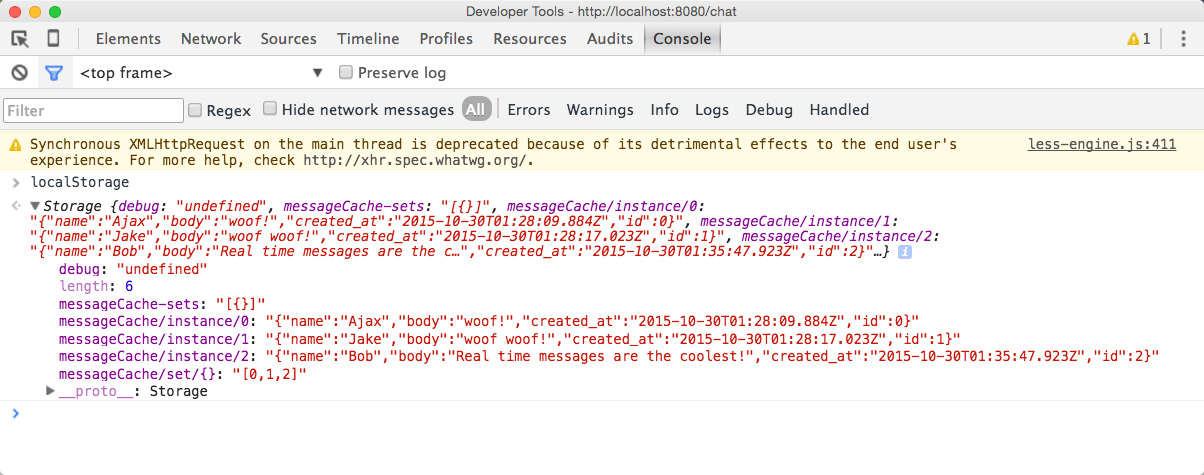 Developer Tools - http://localhost:8080/chat
Elements Network Sources Timeline Profiles Resources Audits Console 1
<top frame> Preserve log
Filter Regex Hide network messages All Errors Warnings Info Logs Debug Handled
Synchronous XMLHttpRequest on the main thread is deprecated because of its detrimental effects to the end user's less-engine.js:411
experience. For more help, check http://xhr.spec.whatwg.org/.
localStorage
Storage {debug: "undefined", messageCache-sets: "[{}]", messageCache/instance/0:
"{"name":"Ajax","body":"woof!","created_at":"2015-10-30T01:28:09.884Z","id":0}", messageCache/instance/1:
"{"name":"Jake","body":"woof woof!","created_at":"2015-10-30T01:28:17.023Z","id":1}", messageCache/instance/2:
"{"name":"Bob","body":"Real time messages are the c…","created_at":"2015-10-30T01:35:47.923Z","id":2}"…} i
debug: "undefined"
length: 6
messageCache-sets: "[{}]"
messageCache/instance/0: "{"name":"Ajax","body":"woof!","created_at":"2015-10-30T01:28:09.884Z","id":0}"
messageCache/instance/1: "{"name":"Jake","body":"woof woof!","created_at":"2015-10-30T01:28:17.023Z","id":1}"
messageCache/instance/2: "{"name":"Bob","body":"Real time messages are the coolest!","created_at":"2015-10-30T01:35:47.923Z","id":2}"
messageCache/set/{}: "[0,1,2]"
__proto__: Storage